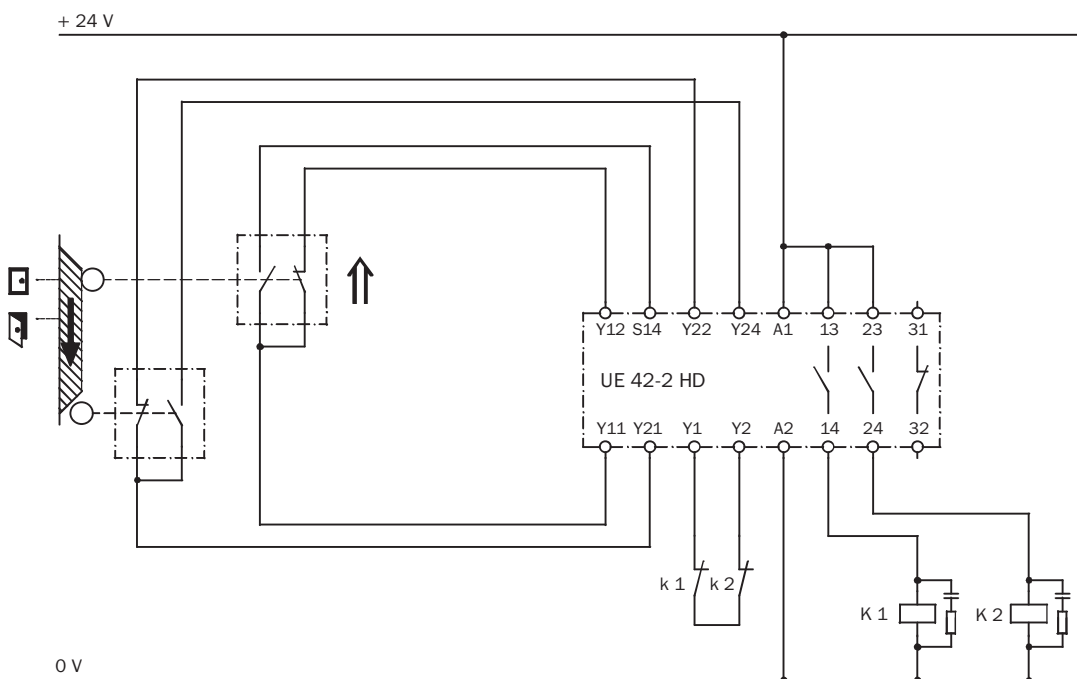 + 24 V
Y12 S14 Y22 Y24 A1 13 23 31
UE 42-2 HD
Y11 Y21 Y1 Y2 A2 14 24 32
k 1 k 2
K 1 K 2
0 V